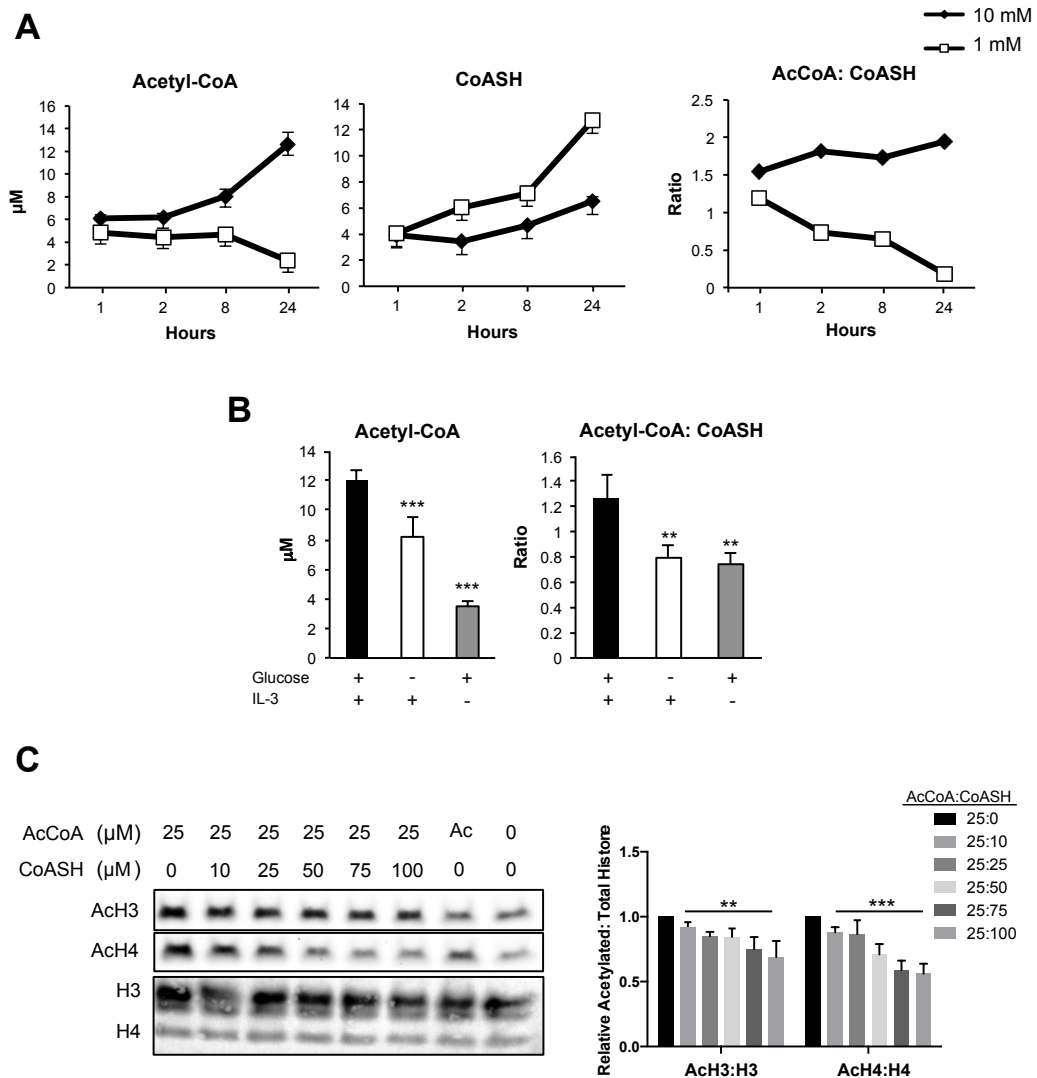 A
10 mM
1 mM
Acetyl-CoA
µM
16
14
12
10
8
6
4
2
0
1 2 8 24
Hours
CoASH
14
12
10
8
6
4
2
0
1 2 8 24
Hours
AcCoA: CoASH
Ratio
2.5
2
1.5
1
0.5
0
1 2 8 24
Hours
B
Acetyl-CoA
µM
14
12
10
8
6
4
2
0
***
***
Glucose + - +
IL-3 + + -
Acetyl-CoA: CoASH
Ratio
1.6
1.4
1.2
1
0.8
0.6
0.4
0.2
0
** **
+ - +
+ + -
C
AcCoA (µM) 25 25 25 25 25 25 Ac 0
CoASH (µM) 0 10 25 50 75 100 0 0
AcH3
AcH4
H3
H4
Relative Acetylated: Total Histone
1.5
1.0
0.5
0.0
** ***
AcH3:H3 AcH4:H4
AcCoA:CoASH
25:0
25:10
25:25
25:50
25:75
25:100